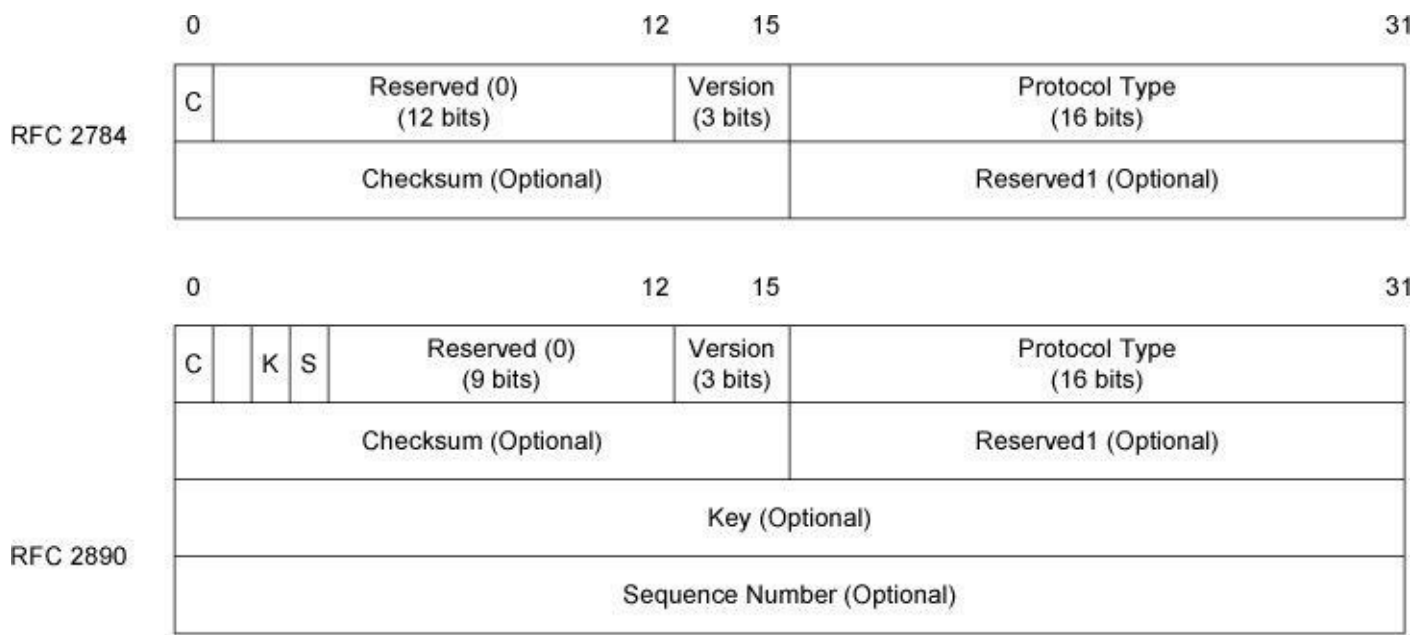 0 12 15 31
C Reserved (0) Version Protocol Type
(12 bits) (3 bits) (16 bits)
RFC 2784
Checksum (Optional) Reserved1 (Optional)
0 12 15 31
C K S Reserved (0) Version Protocol Type
(9 bits) (3 bits) (16 bits)
Checksum (Optional) Reserved1 (Optional)
Key (Optional)
RFC 2890
Sequence Number (Optional)